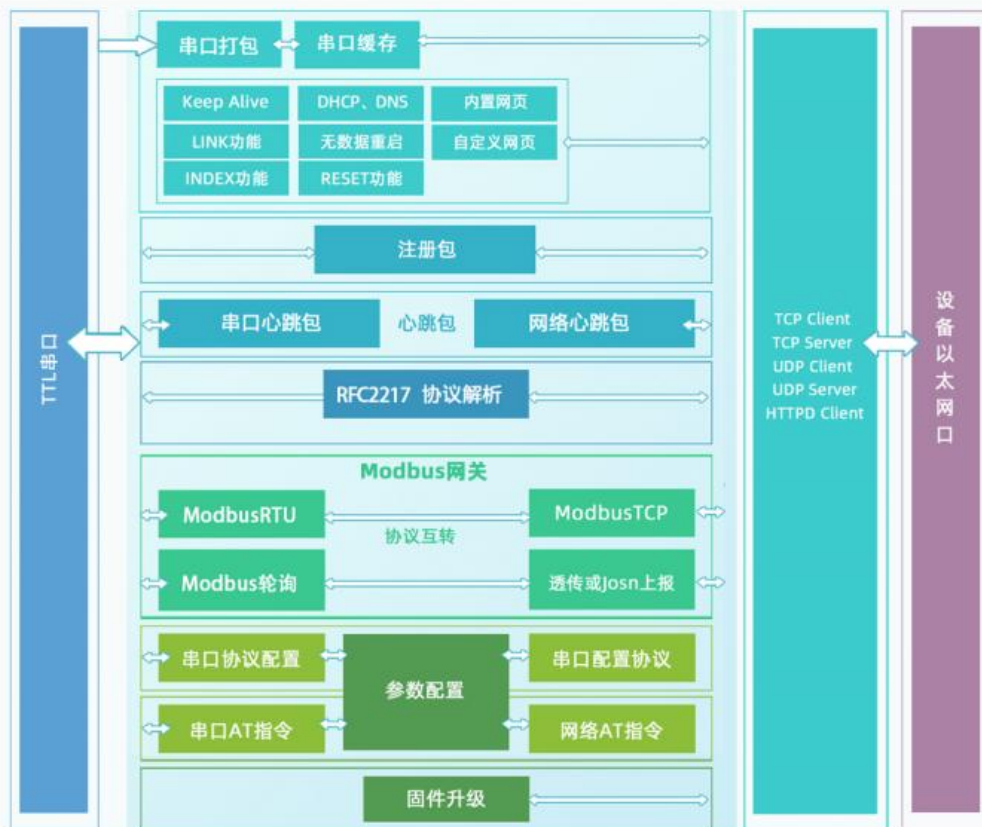 TTL串口
串口打包
串口缓存
Keep Alive
DHCP、DNS
内置网页
LINK功能
无数据重启
自定义网页
INDEX功能
RESET功能
注册包
串口心跳包
心跳包
网络心跳包
RFC2217 协议解析
Modbus网关
ModbusRTU
协议互转
ModbusTCP
Modbus轮询
透传或Josn上报
串口协议配置
参数配置
串口配置协议
串口AT指令
网络AT指令
固件升级
TCP Client
TCP Server
UDP Client
UDP Server
HTTPD Client
设备以太网口